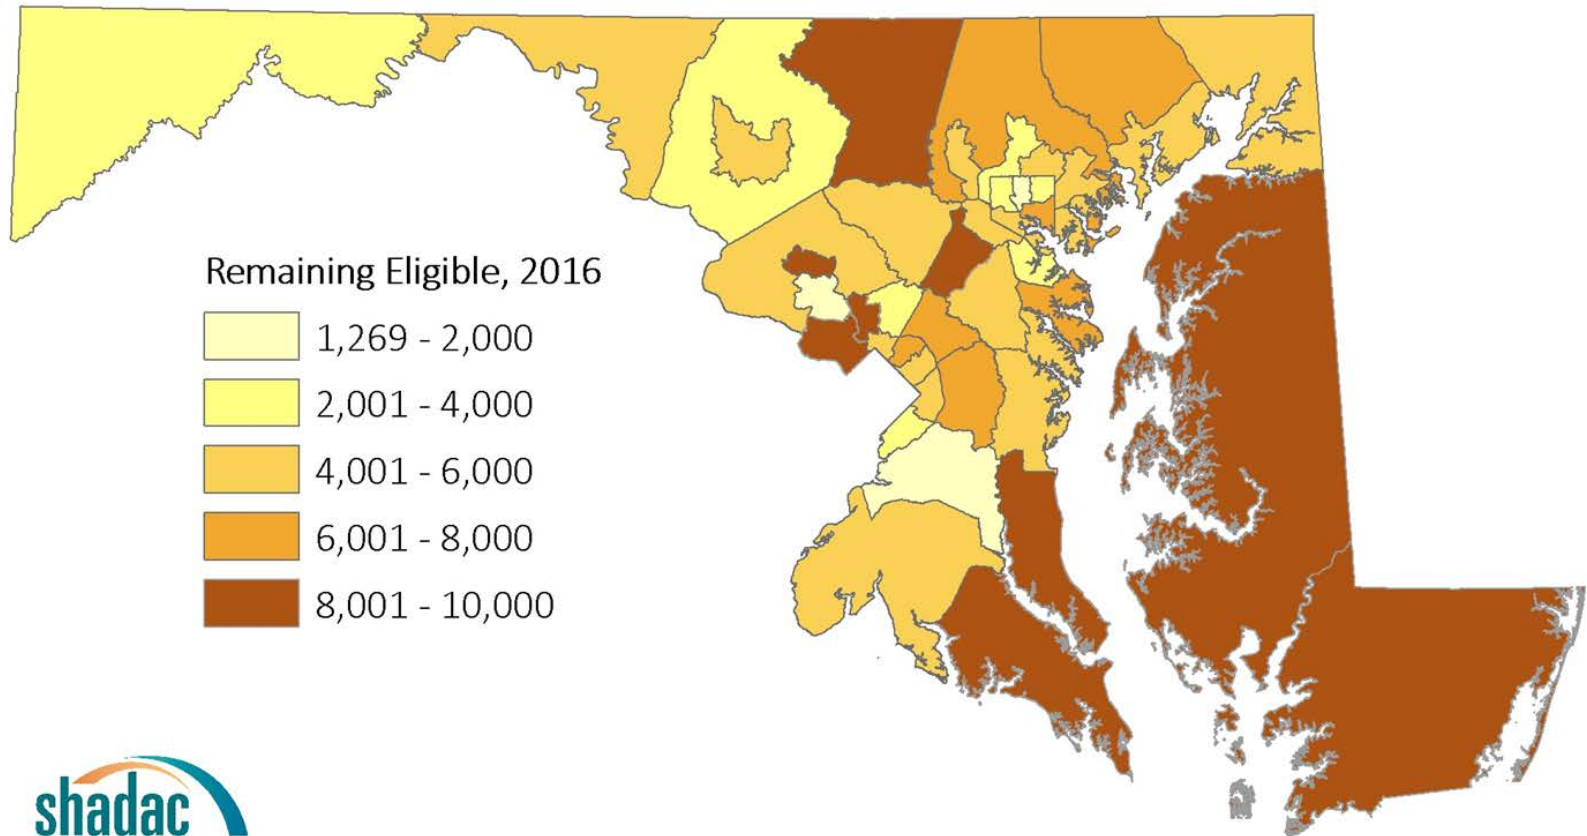 Remaining Eligible, 2016
1,269 - 2,000
2,001 - 4,000
4,001 - 6,000
6,001 - 8,000
8,001 - 10,000
shadac